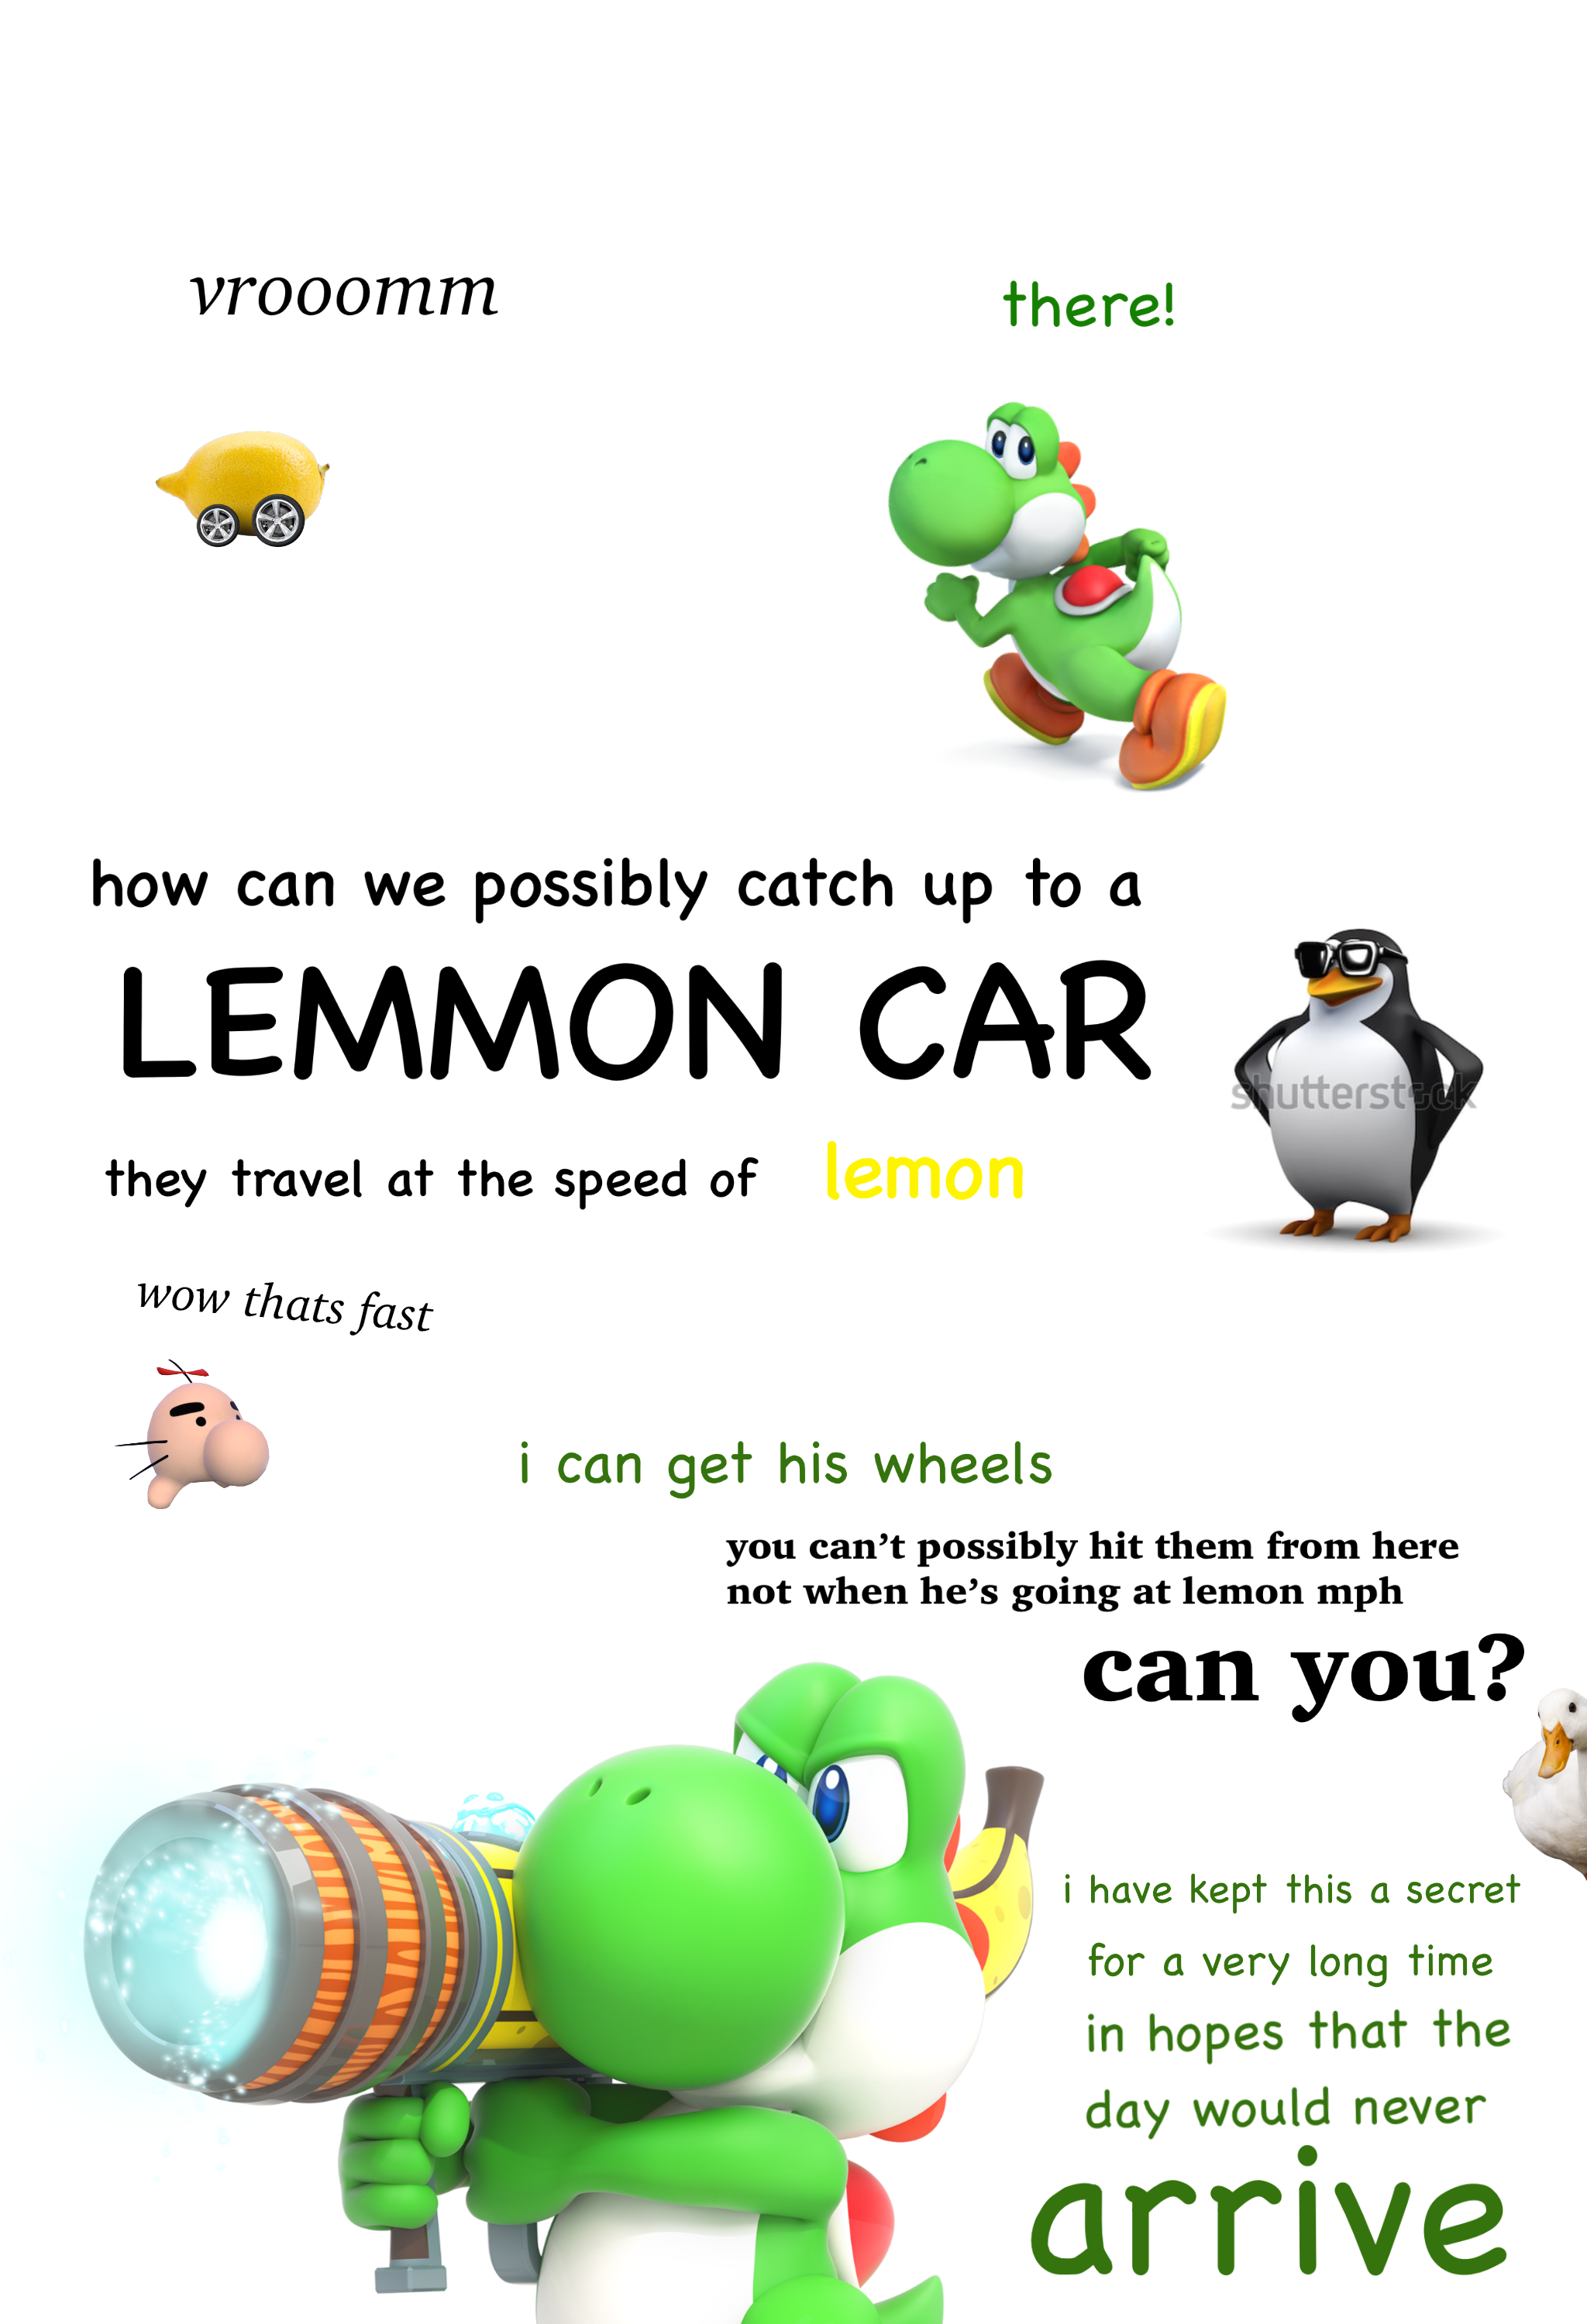 vrooomm
there!
how can we possibly catch up to a
LEMMON CAR
shutterstock
they travel at the speed of lemon
wow thats fast
i can get his wheels
you can’t possibly hit them from here
not when he’s going at lemon mph
can you?
i have kept this a secret
for a very long time
in hopes that the
day would never
arrive